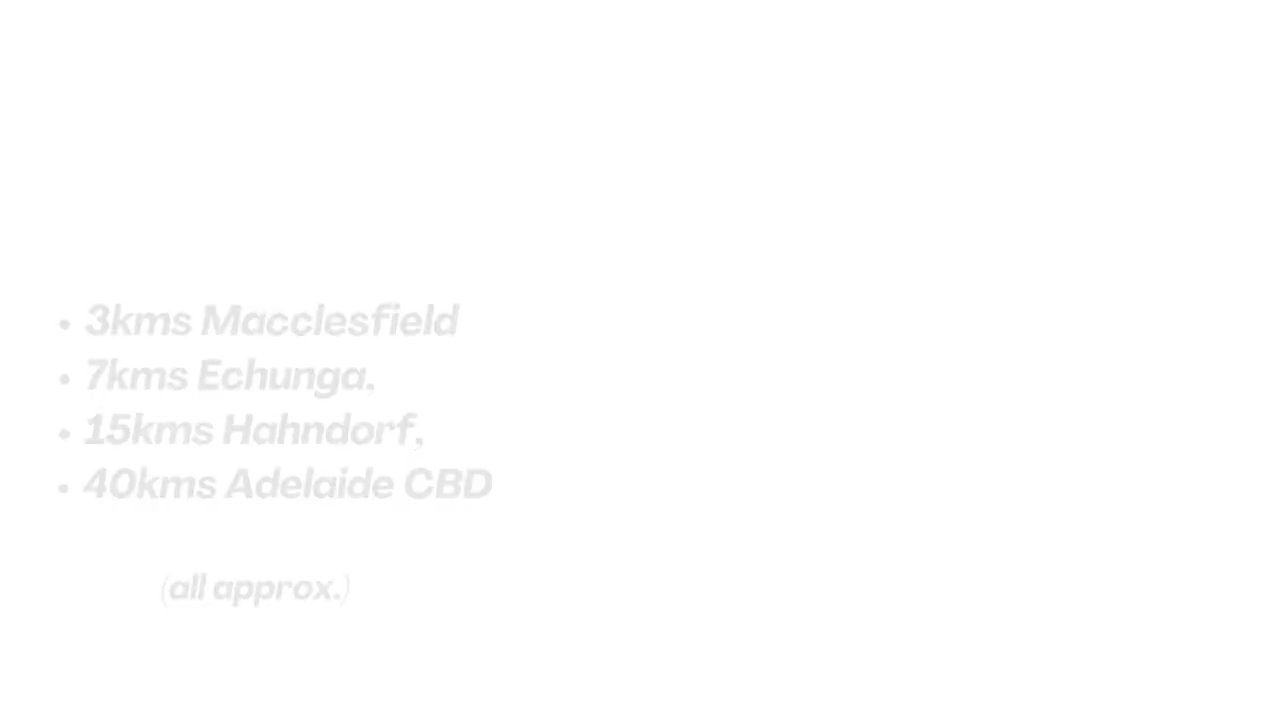 • 3kms Macclesfield
• 7kms Echunga,
• 15kms Hahndorf,
• 40kms Adelaide CBD
(all approx.)